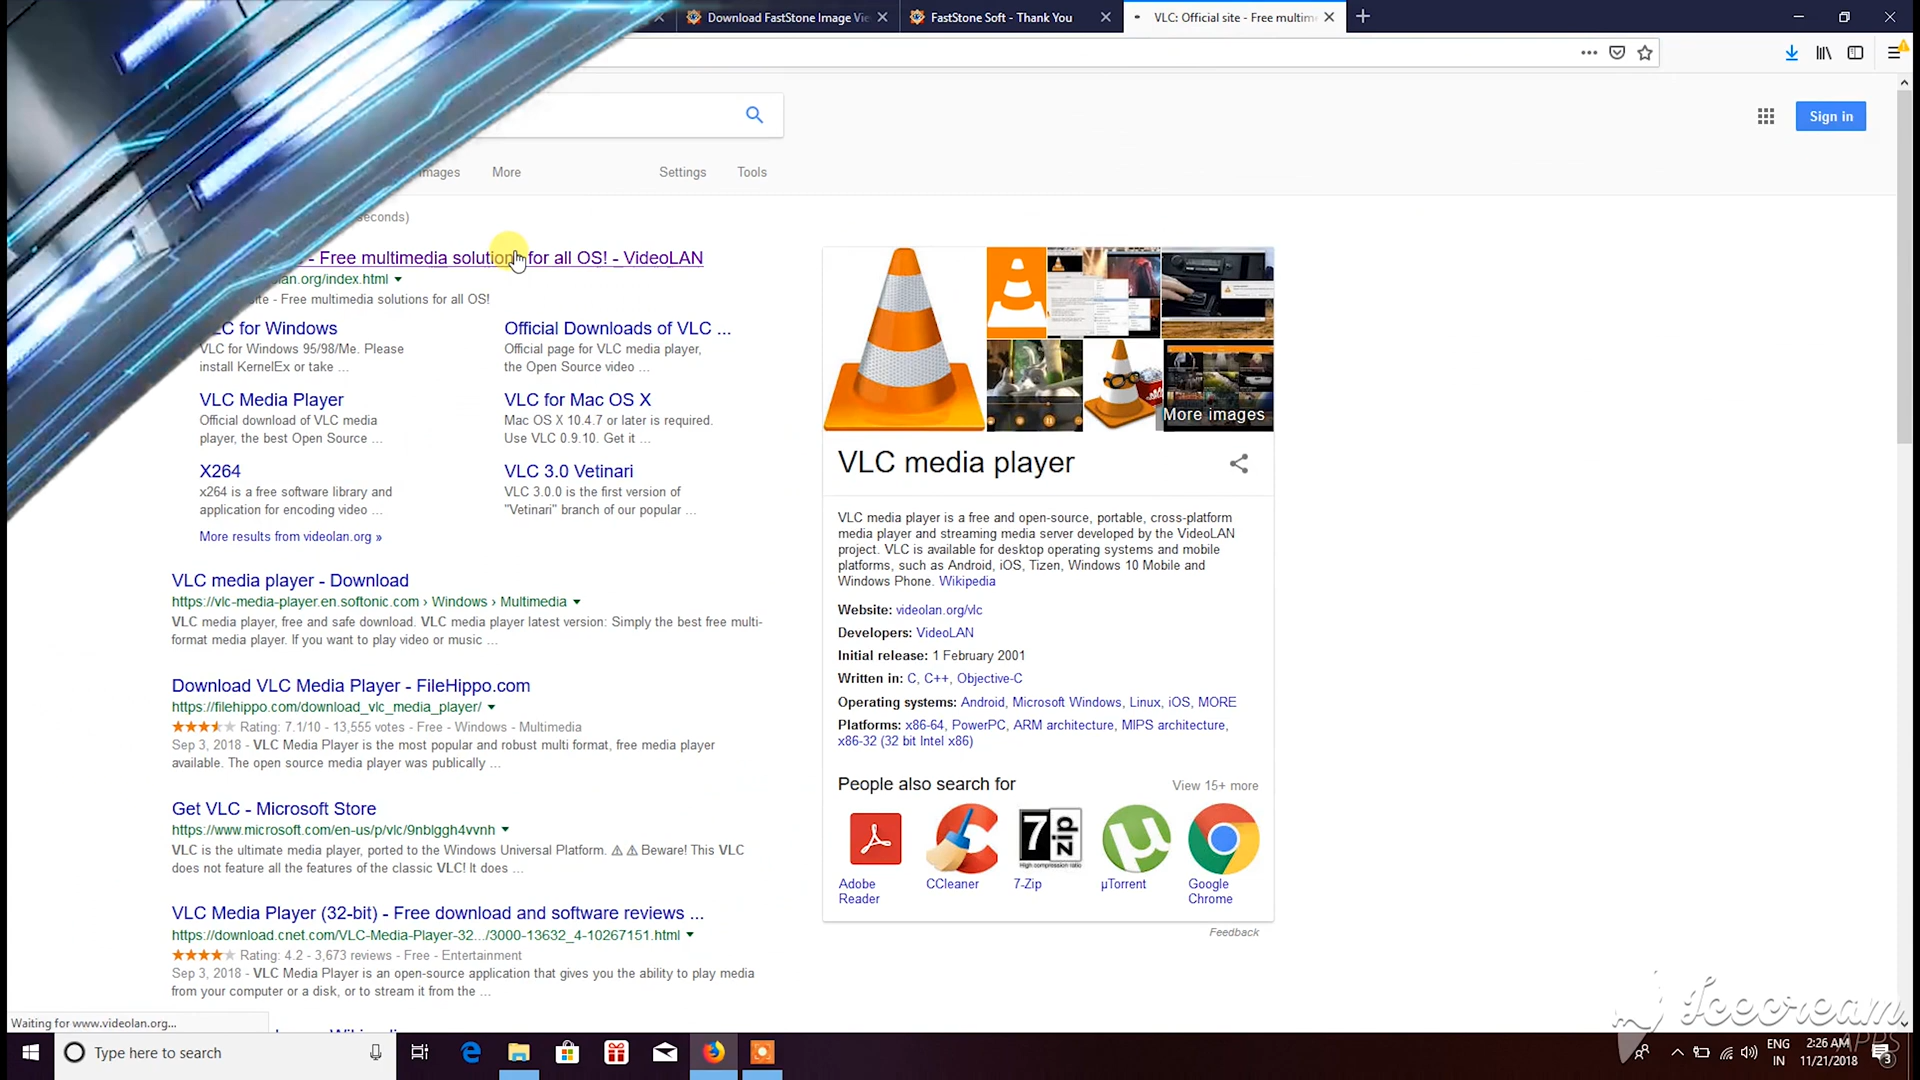 Download FastStone Image Vie
FastStone Soft - Thank You
VLC: Official site - Free multim
Sign in
More
Settings
Tools
seconds)
- Free multimedia solutions for all OS! - VideoLAN
lan.org/index.html
- Free multimedia solutions for all OS!
VLC for Windows
VLC for Windows 95/98/Me. Please
install KernelEx or take ...
Official Downloads of VLC ...
Official page for VLC media player,
the Open Source video ...
VLC Media Player
Official download of VLC media
player, the best Open Source ...
VLC for Mac OS X
Mac OS X 10.4.7 or later is required.
Use VLC 0.9.10. Get it ...
X264
x264 is a free software library and
application for encoding video ...
VLC 3.0 Vetinari
VLC 3.0.0 is the first version of
"Vetinari" branch of our popular ...
More results from videolan.org »
VLC media player - Download
https://vlc-media-player.en.softonic.com › Windows › Multimedia
VLC media player, free and safe download. VLC media player latest version: Simply the best free multi-
format media player. If you want to play video or music ...
Download VLC Media Player - FileHippo.com
https://filehippo.com/download_vlc_media_player/
Rating: 7.1/10 - 13,555 votes - Free - Windows - Multimedia
Sep 3, 2018 - VLC Media Player is the most popular and robust multi format, free media player
available. The open source media player was publically ...
Get VLC - Microsoft Store
https://www.microsoft.com/en-us/p/vlc/9nblggh4vvnh
VLC is the ultimate media player, ported to the Windows Universal Platform. ⚠ ⚠ Beware! This VLC
does not feature all the features of the classic VLC! It does ...
VLC Media Player (32-bit) - Free download and software reviews ...
https://download.cnet.com/VLC-Media-Player-32.../3000-13632_4-10267151.html
Rating: 4.2 - 3,673 reviews - Free - Entertainment
Sep 3, 2018 - VLC Media Player is an open-source application that gives you the ability to play media
from your computer or a disk, or to stream it from the ...
More images
VLC media player
VLC media player is a free and open-source, portable, cross-platform
media player and streaming media server developed by the VideoLAN
project. VLC is available for desktop operating systems and mobile
platforms, such as Android, iOS, Tizen, Windows 10 Mobile and
Windows Phone. Wikipedia
Website: videolan.org/vlc
Developers: VideoLAN
Initial release: 1 February 2001
Written in: C, C++, Objective-C
Operating systems: Android, Microsoft Windows, Linux, iOS, MORE
Platforms: x86-64, PowerPC, ARM architecture, MIPS architecture,
x86-32 (32 bit Intel x86)
People also search for
View 15+ more
7 zip
Adobe
Reader
CCleaner
7-Zip
µTorrent
Google
Chrome
Feedback
Waiting for www.videolan.org...
Icecream
APPS
Type here to search
ENG
IN
2:26 AM
11/21/2018
3